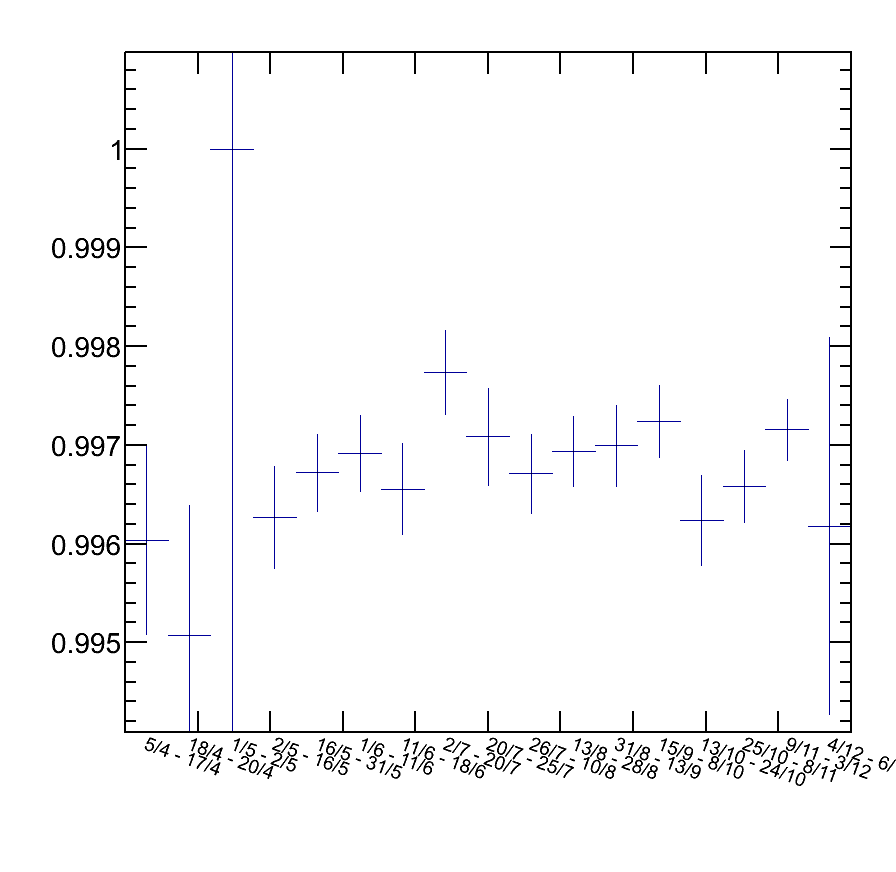 1
0.999
0.998
0.997
0.996
0.995
5/4 - 17/4
18/4 - 20/4
1/5 - 2/5
2/5 - 16/5
16/5 - 31/5
1/6 - 11/6
11/6 - 18/6
2/7 - 20/7
20/7 - 25/7
26/7 - 10/8
13/8 - 28/8
31/8 - 13/9
15/9 - 8/10
13/10 - 24/10
25/10 - 8/11
9/11 - 3/12
4/12 - 6/